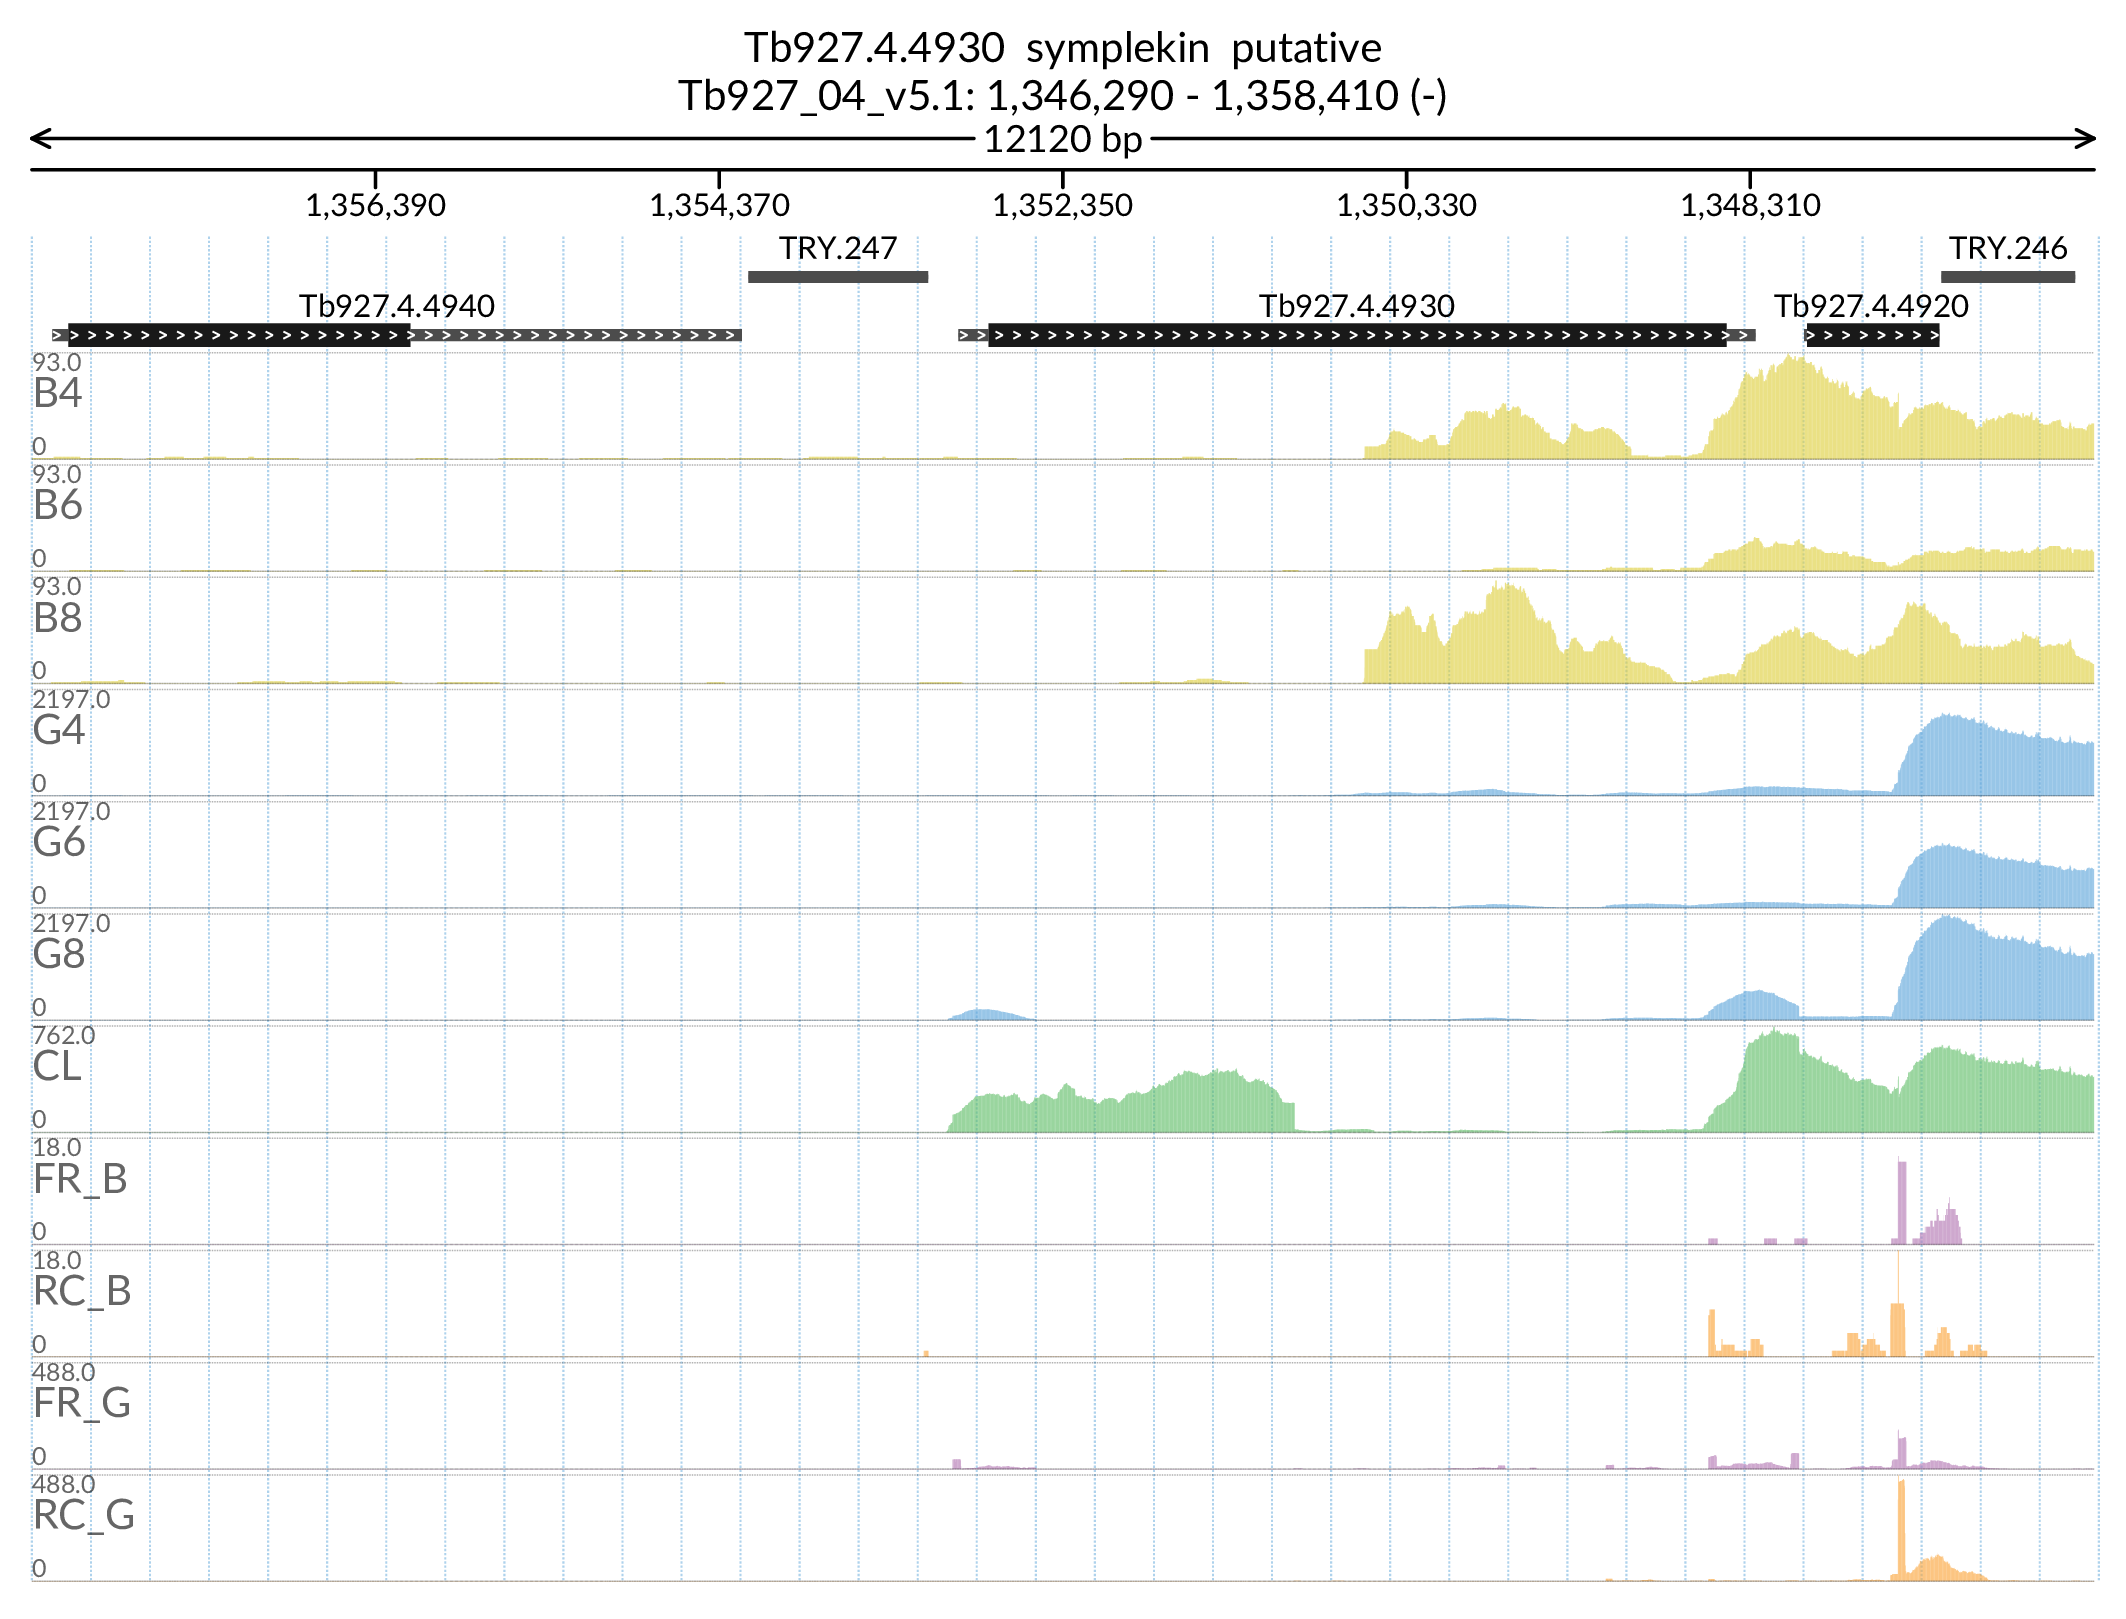 Tb927.4.4930 symplekin putative
Tb927_04_v5.1: 1,346,290 - 1,358,410 (-)
12120 bp
1,356,390 1,354,370 1,352,350 1,350,330 1,348,310
TRY.247 TRY.246
Tb927.4.4940 Tb927.4.4930 Tb927.4.4920
93.0
B4
0
93.0
B6
0
93.0
B8
0
2197.0
G4
0
2197.0
G6
0
2197.0
G8
0
762.0
CL
0
18.0
FR_B
0
18.0
RC_B
0
488.0
FR_G
0
488.0
RC_G
0